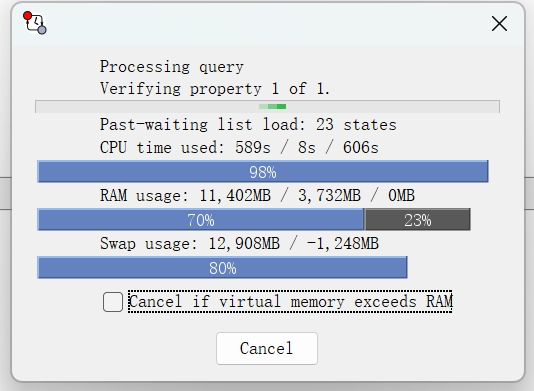 Processing query
Verifying property 1 of 1.
Past-waiting list load: 23 states
CPU time used: 589s / 8s / 606s
98%
RAM usage: 11,402MB / 3,732MB / 0MB
70% 23%
Swap usage: 12,908MB / -1,248MB
80%
Cancel if virtual memory exceeds RAM
Cancel